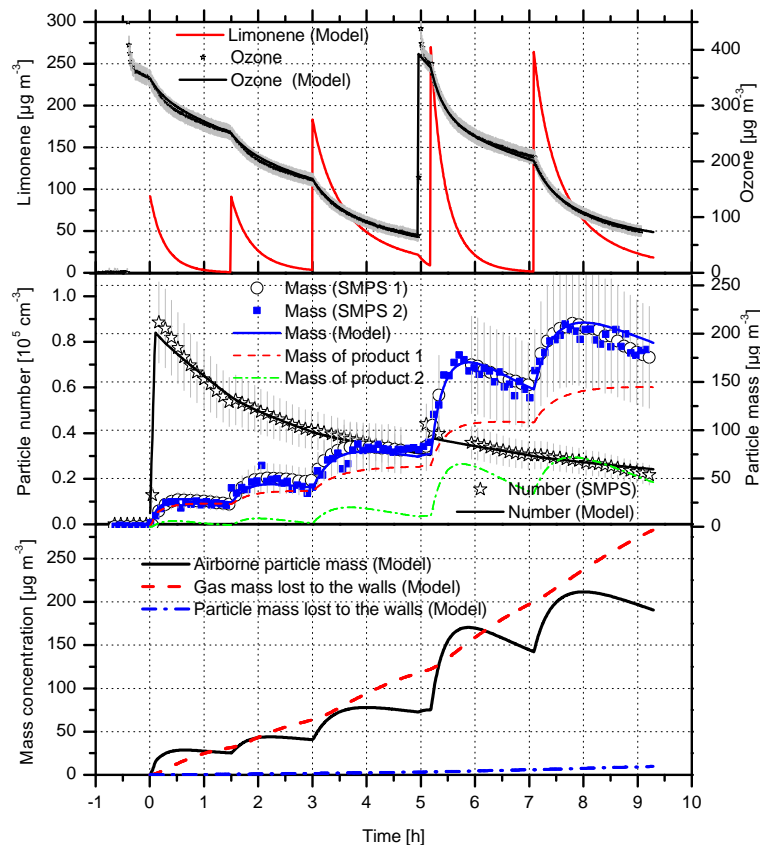 300
250
200
150
100
50
0
Limonene [µg m⁻³]
Limonene (Model)
Ozone
Ozone (Model)
400
300
200
100
0
Ozone [µg m⁻³]
1.0
0.8
0.6
0.4
0.2
0.0
Particle number [10⁵ cm⁻³]
Mass (SMPS 1)
Mass (SMPS 2)
Mass (Model)
Mass of product 1
Mass of product 2
Number (SMPS)
Number (Model)
250
200
150
100
50
0
Particle mass [µg m⁻³]
250
200
150
100
50
0
Mass concentration [µg m⁻³]
Airborne particle mass (Model)
Gas mass lost to the walls (Model)
Particle mass lost to the walls (Model)
-1 0 1 2 3 4 5 6 7 8 9 10
Time [h]